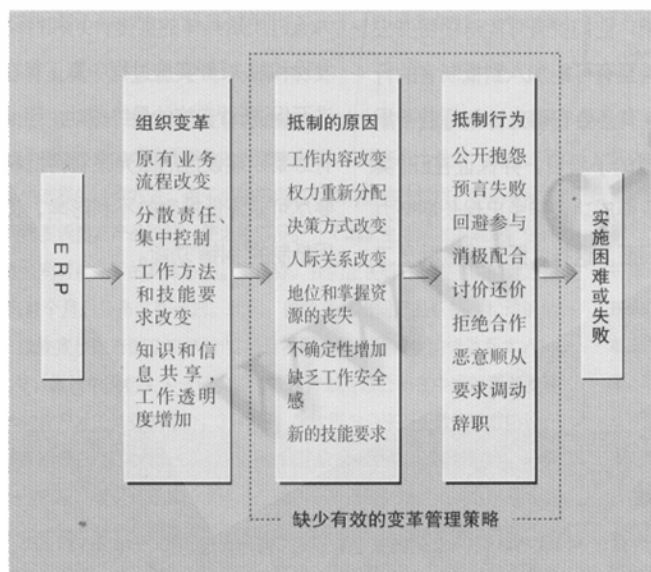 ERP
组织变革
原有业务
流程改变
分散责任、
集中控制
工作方法
和技能要
求改变
知识和信
息共享，
工作透明
度增加
抵制的原因
工作内容改变
权力重新分配
决策方式改变
人际关系改变
地位和掌握资
源的丧失
不确定性增加
缺乏工作安全
感
新的技能要求
抵制行为
公开抱怨
预言失败
回避参与
消极配合
讨价还价
拒绝合作
恶意顺从
要求调动
辞职
实施困难或失败
缺少有效的变革管理策略